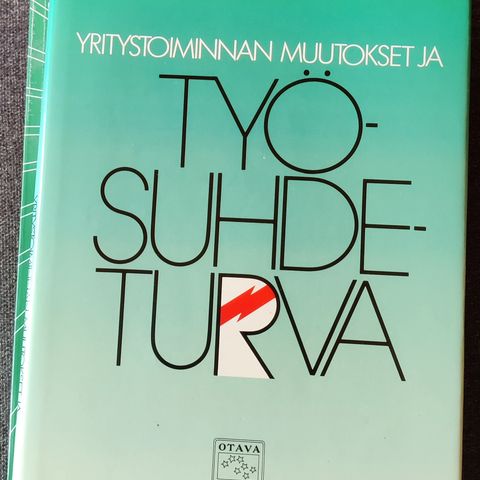 YRITYSTOIMINNAN MUUTOKSET JA
TYÖ-
SUHDE-
TURVA
OTAVA